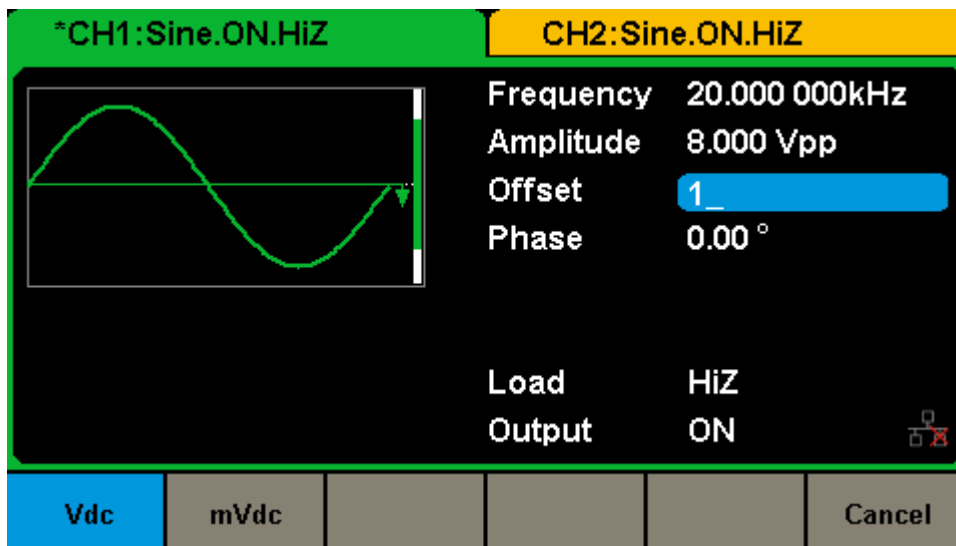 *CH1:Sine.ON.HiZ CH2:Sine.ON.HiZ
Frequency 20.000 000kHz
Amplitude 8.000 Vpp
Offset 1_
Phase 0.00 °
Load HiZ
Output ON
Vdc mVdc Cancel